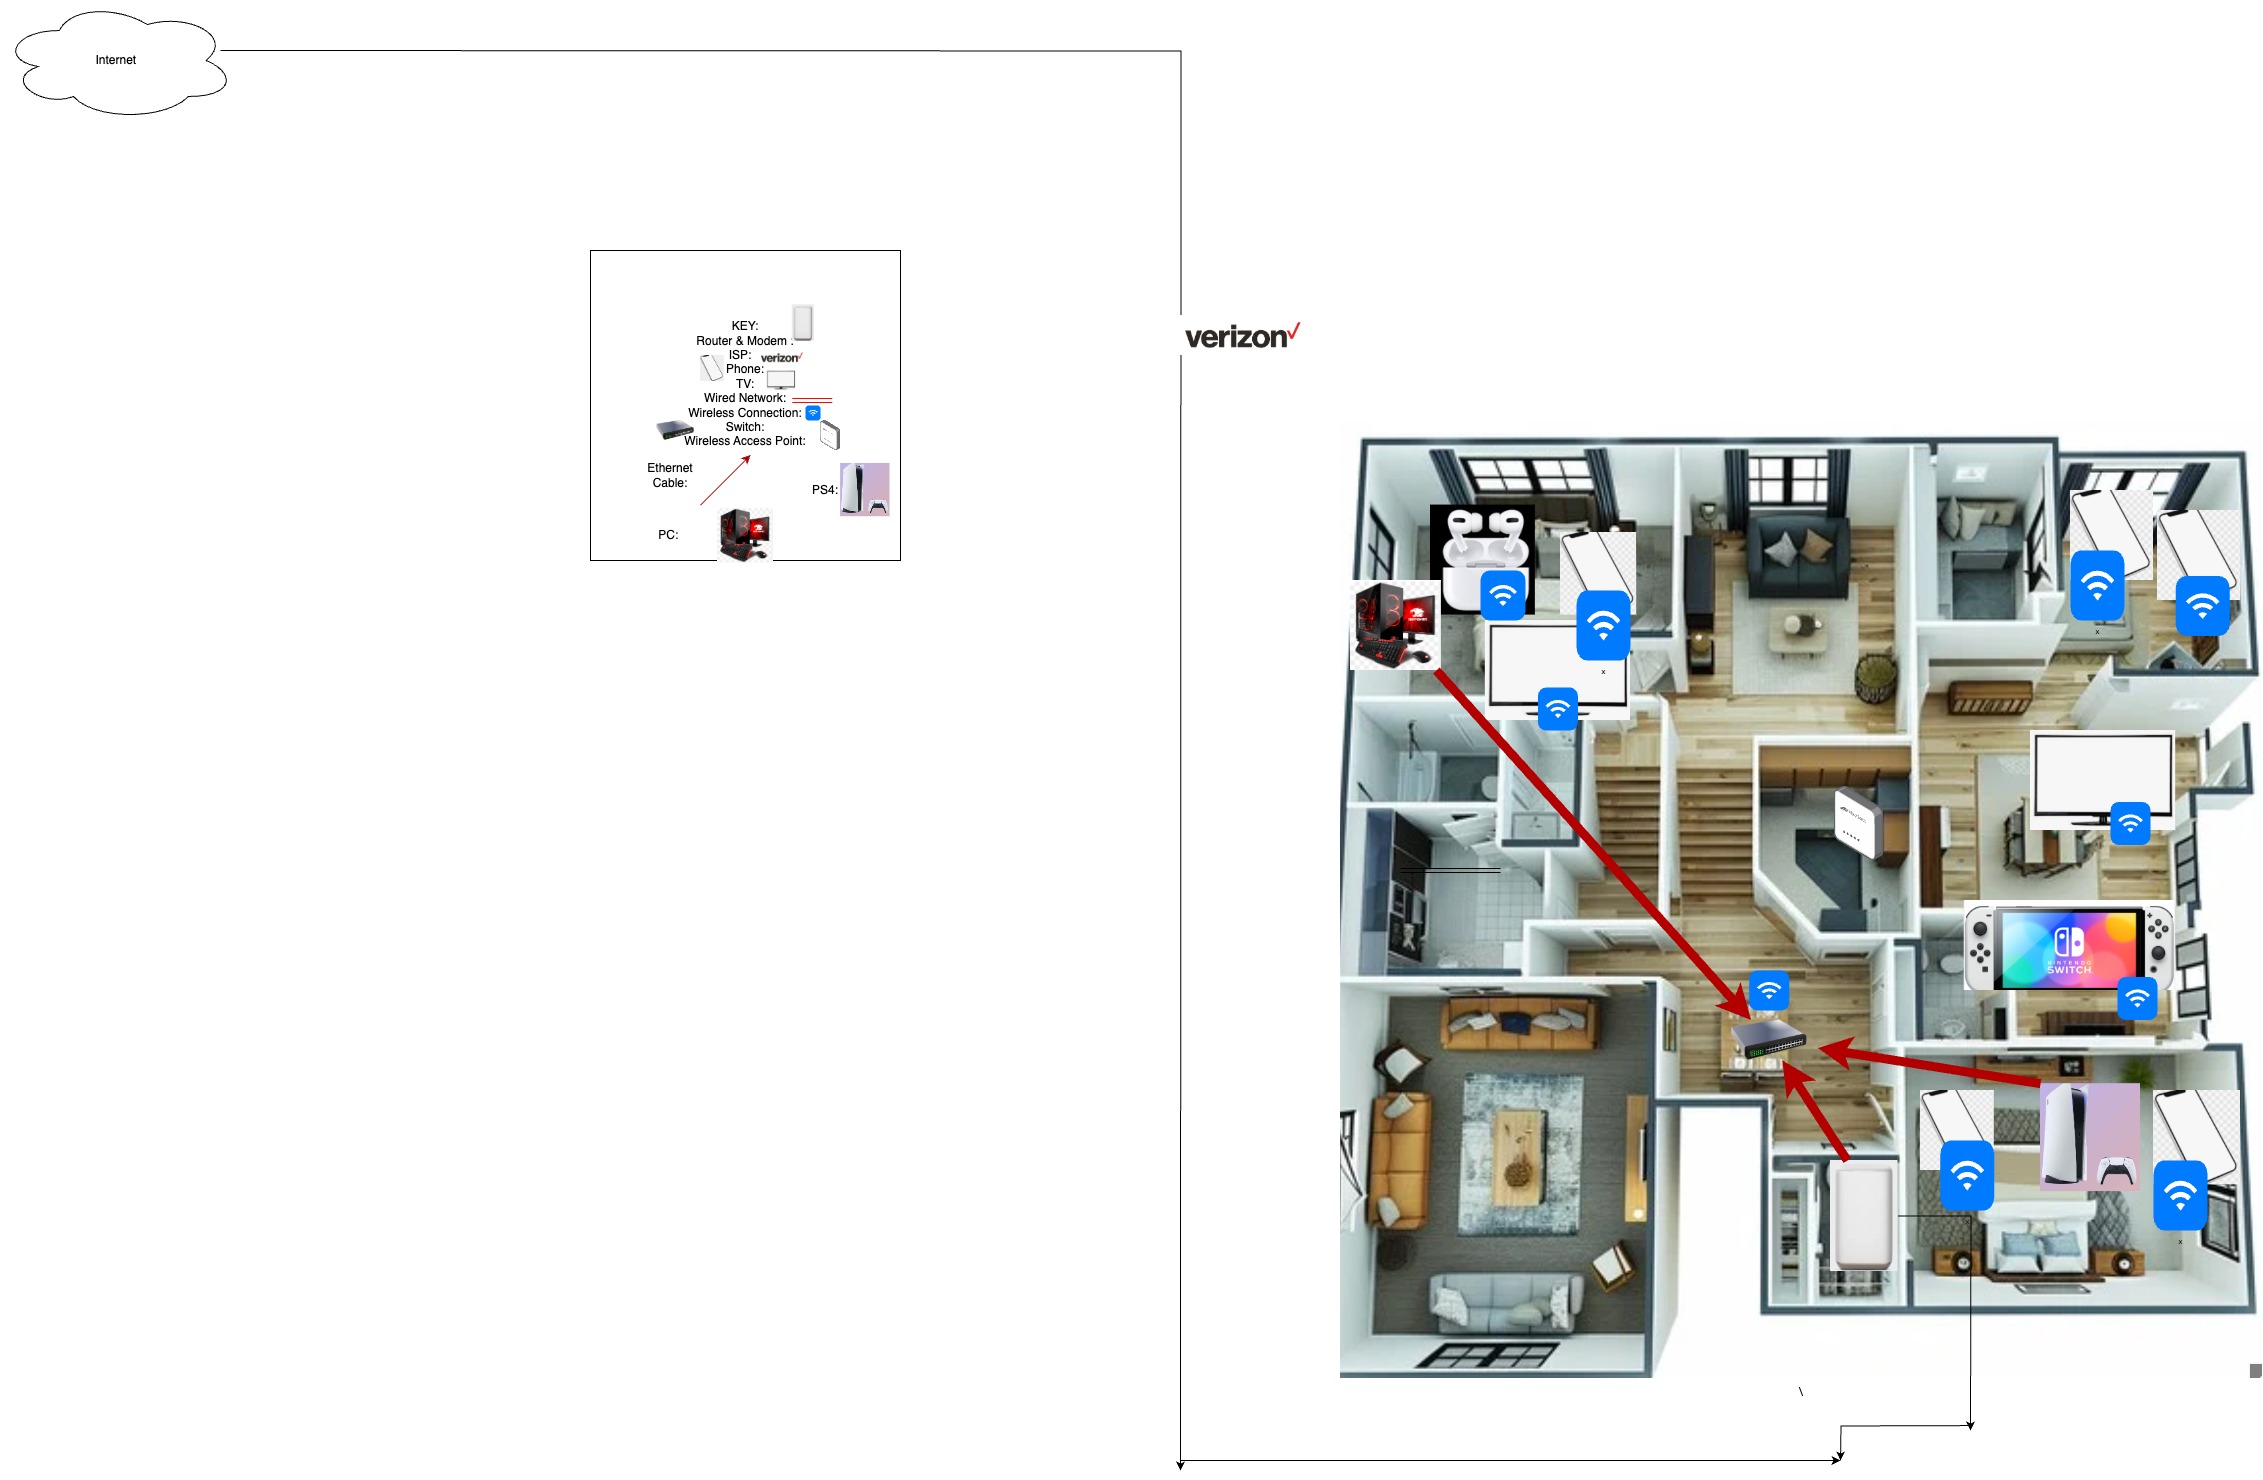 Internet
KEY:
Router & Modem :
ISP: verizon
Phone:
TV:
Wired Network:
Wireless Connection:
Switch:
Wireless Access Point:
Ethernet
Cable:
PS4:
PC:
verizon
x
x
NINTENDO
SWITCH
x
\